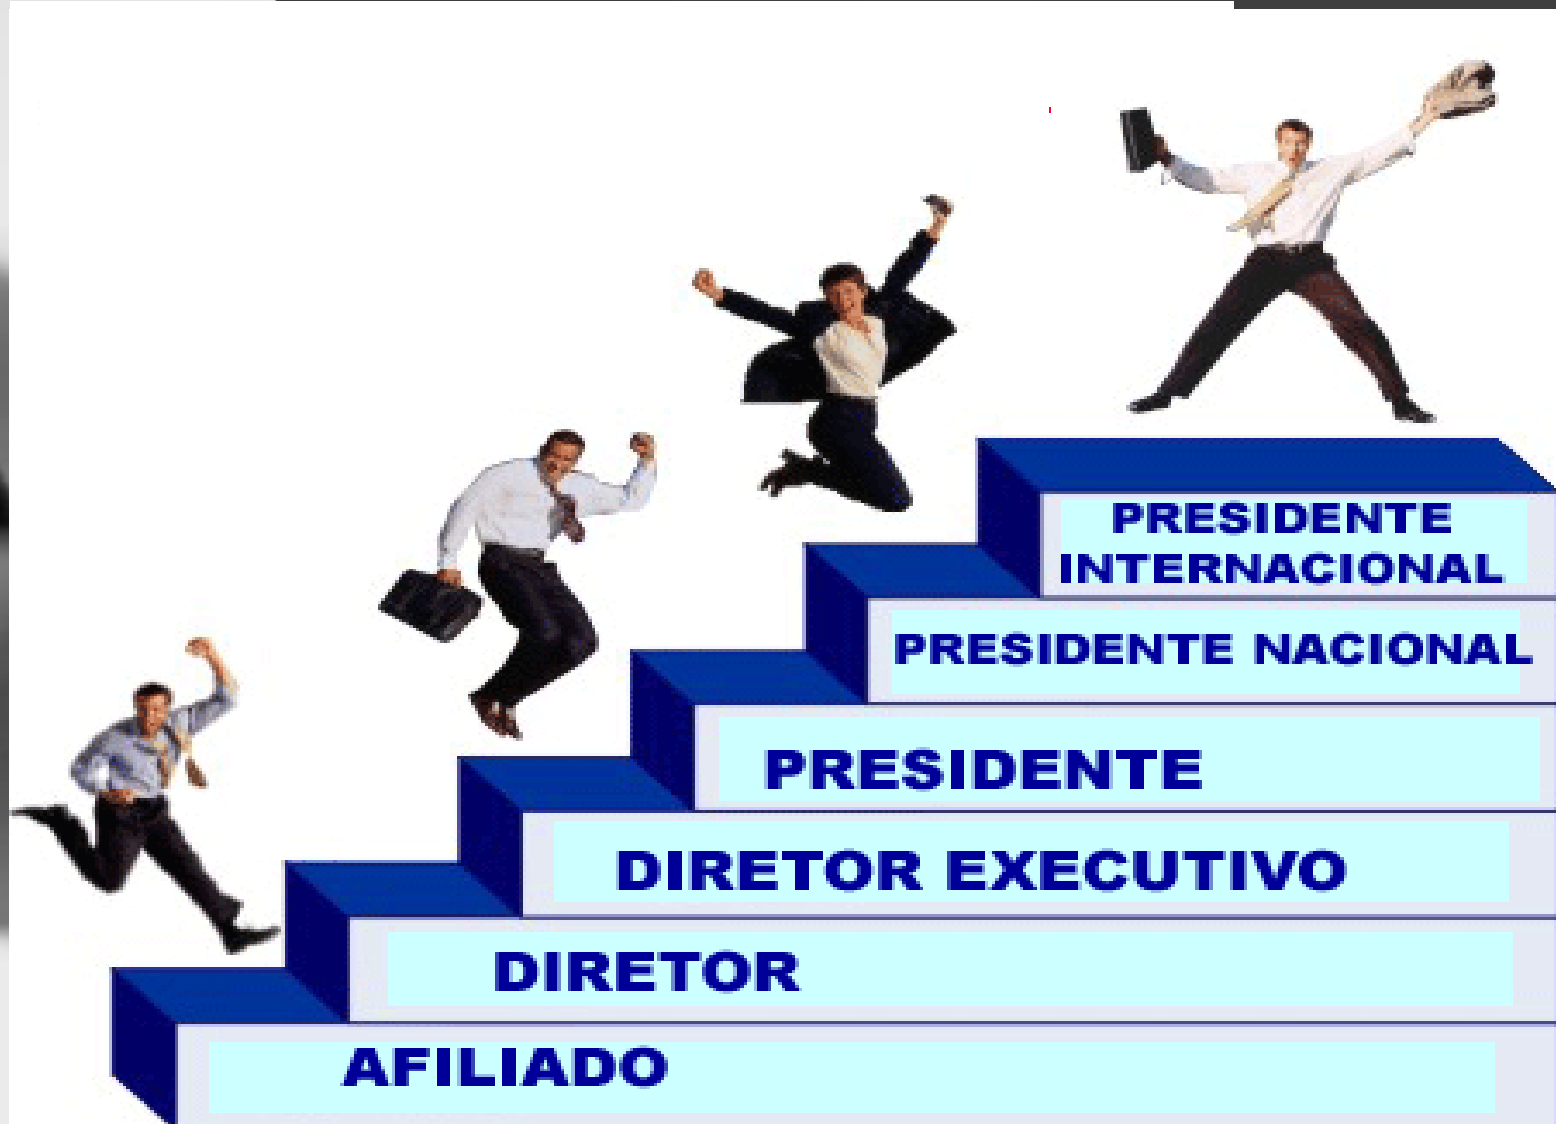 PRESIDENTE
INTERNACIONAL
PRESIDENTE NACIONAL
PRESIDENTE
DIRETOR EXECUTIVO
DIRETOR
AFILIADO